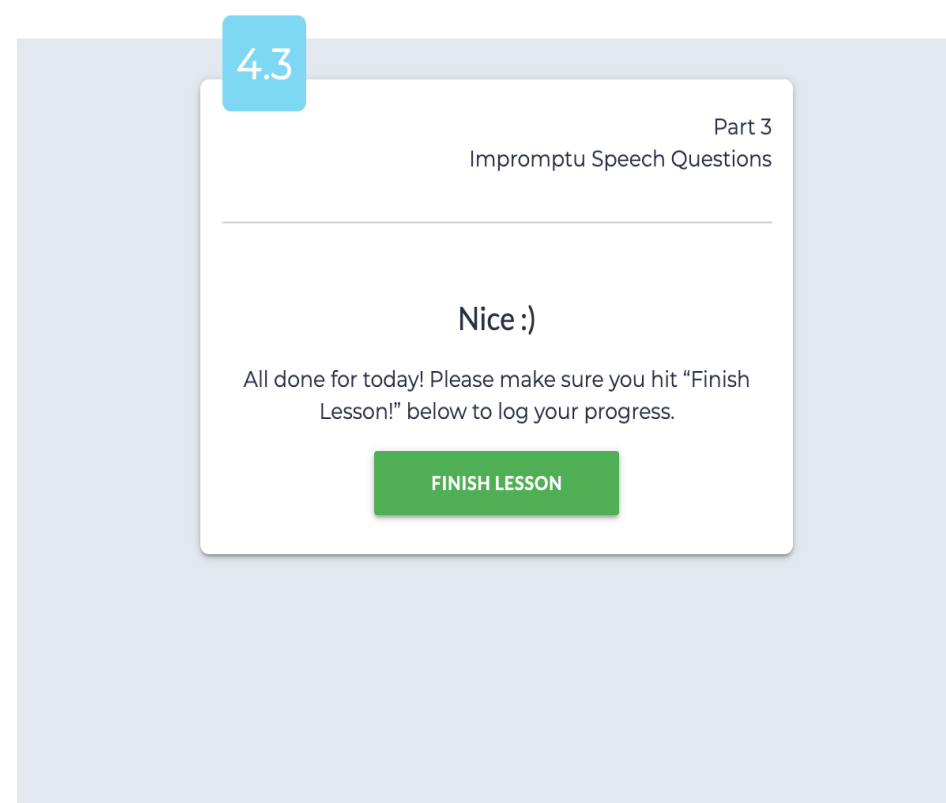 4.3
Part 3
Impromptu Speech Questions
Nice :)
All done for today! Please make sure you hit “Finish
Lesson!” below to log your progress.
FINISH LESSON